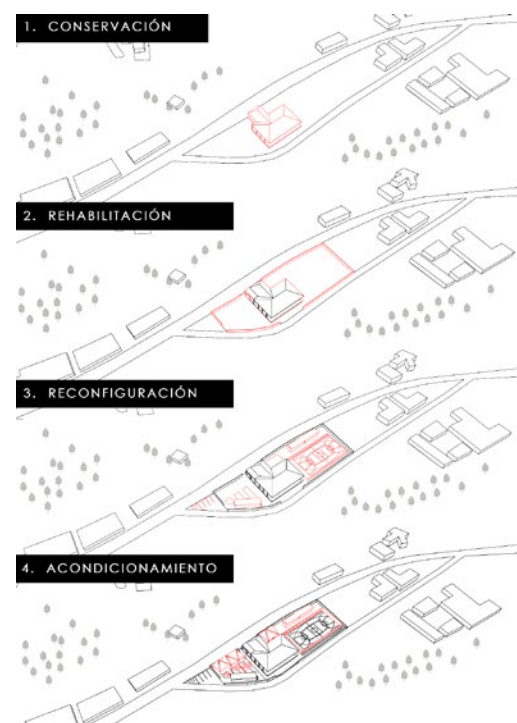 1. CONSERVACIÓN
2. REHABILITACIÓN
3. RECONFIGURACIÓN
4. ACONDICIONAMIENTO